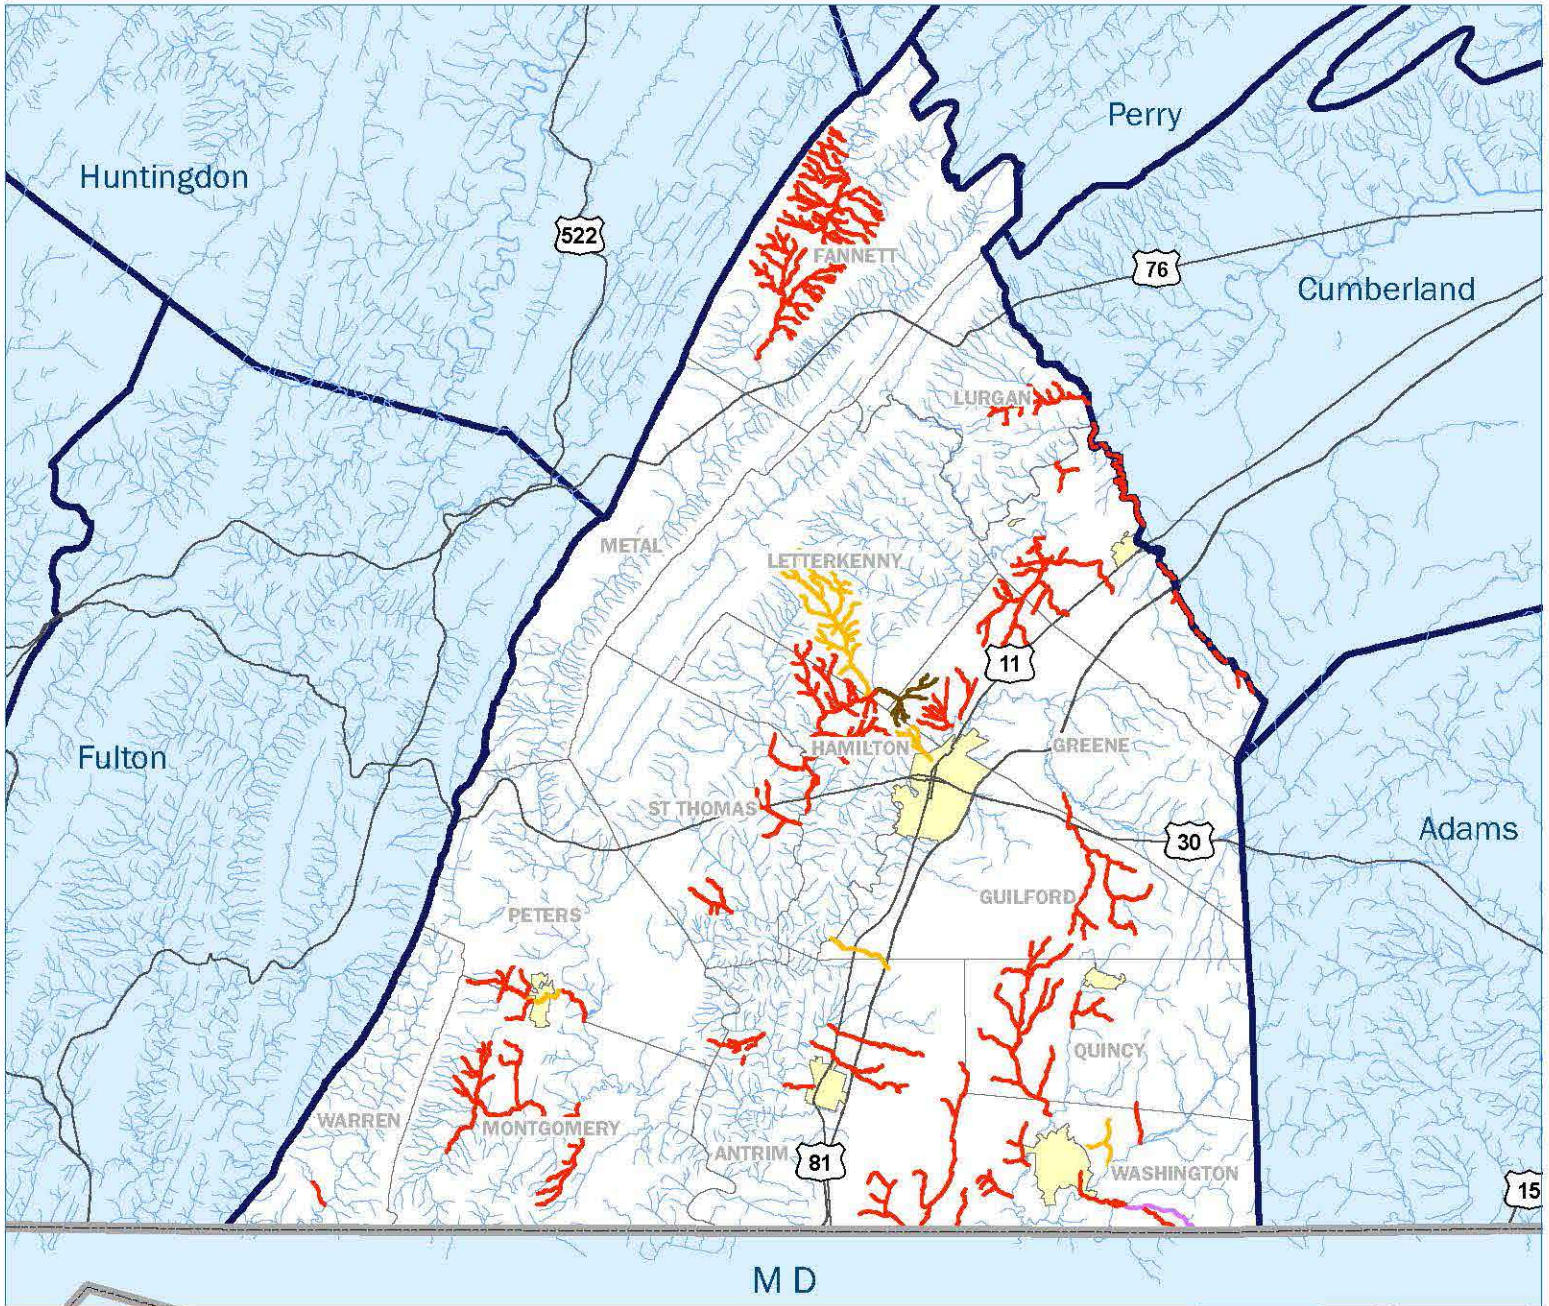 Perry
Huntingdon
522
FANNETT
76
Cumberland
LURGAN
METAL
LETTERKENNY
11
HAMILTON
GREENE
Fulton
ST THOMAS
30
Adams
GUILFORD
PETERS
QUINCY
WARREN
MONTGOMERY
ANTRIM
81
WASHINGTON
15
MD